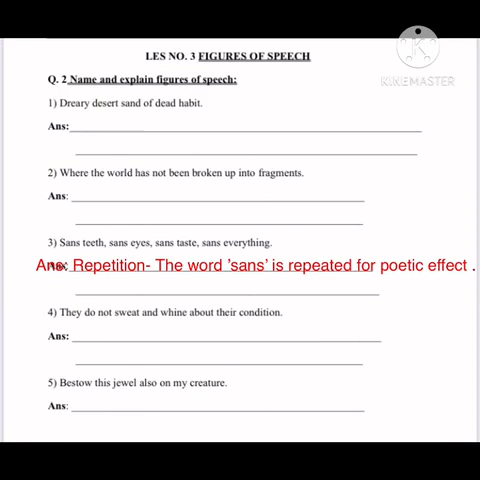 KINEMASTER
LES NO. 3 FIGURES OF SPEECH
Q. 2 Name and explain figures of speech:
1) Dreary desert sand of dead habit.
Ans:
2) Where the world has not been broken up into fragments.
Ans:
3) Sans teeth, sans eyes, sans taste, sans everything.
Ans: Repetition- The word 'sans' is repeated for poetic effect .
4) They do not sweat and whine about their condition.
Ans:
5) Bestow this jewel also on my creature.
Ans: